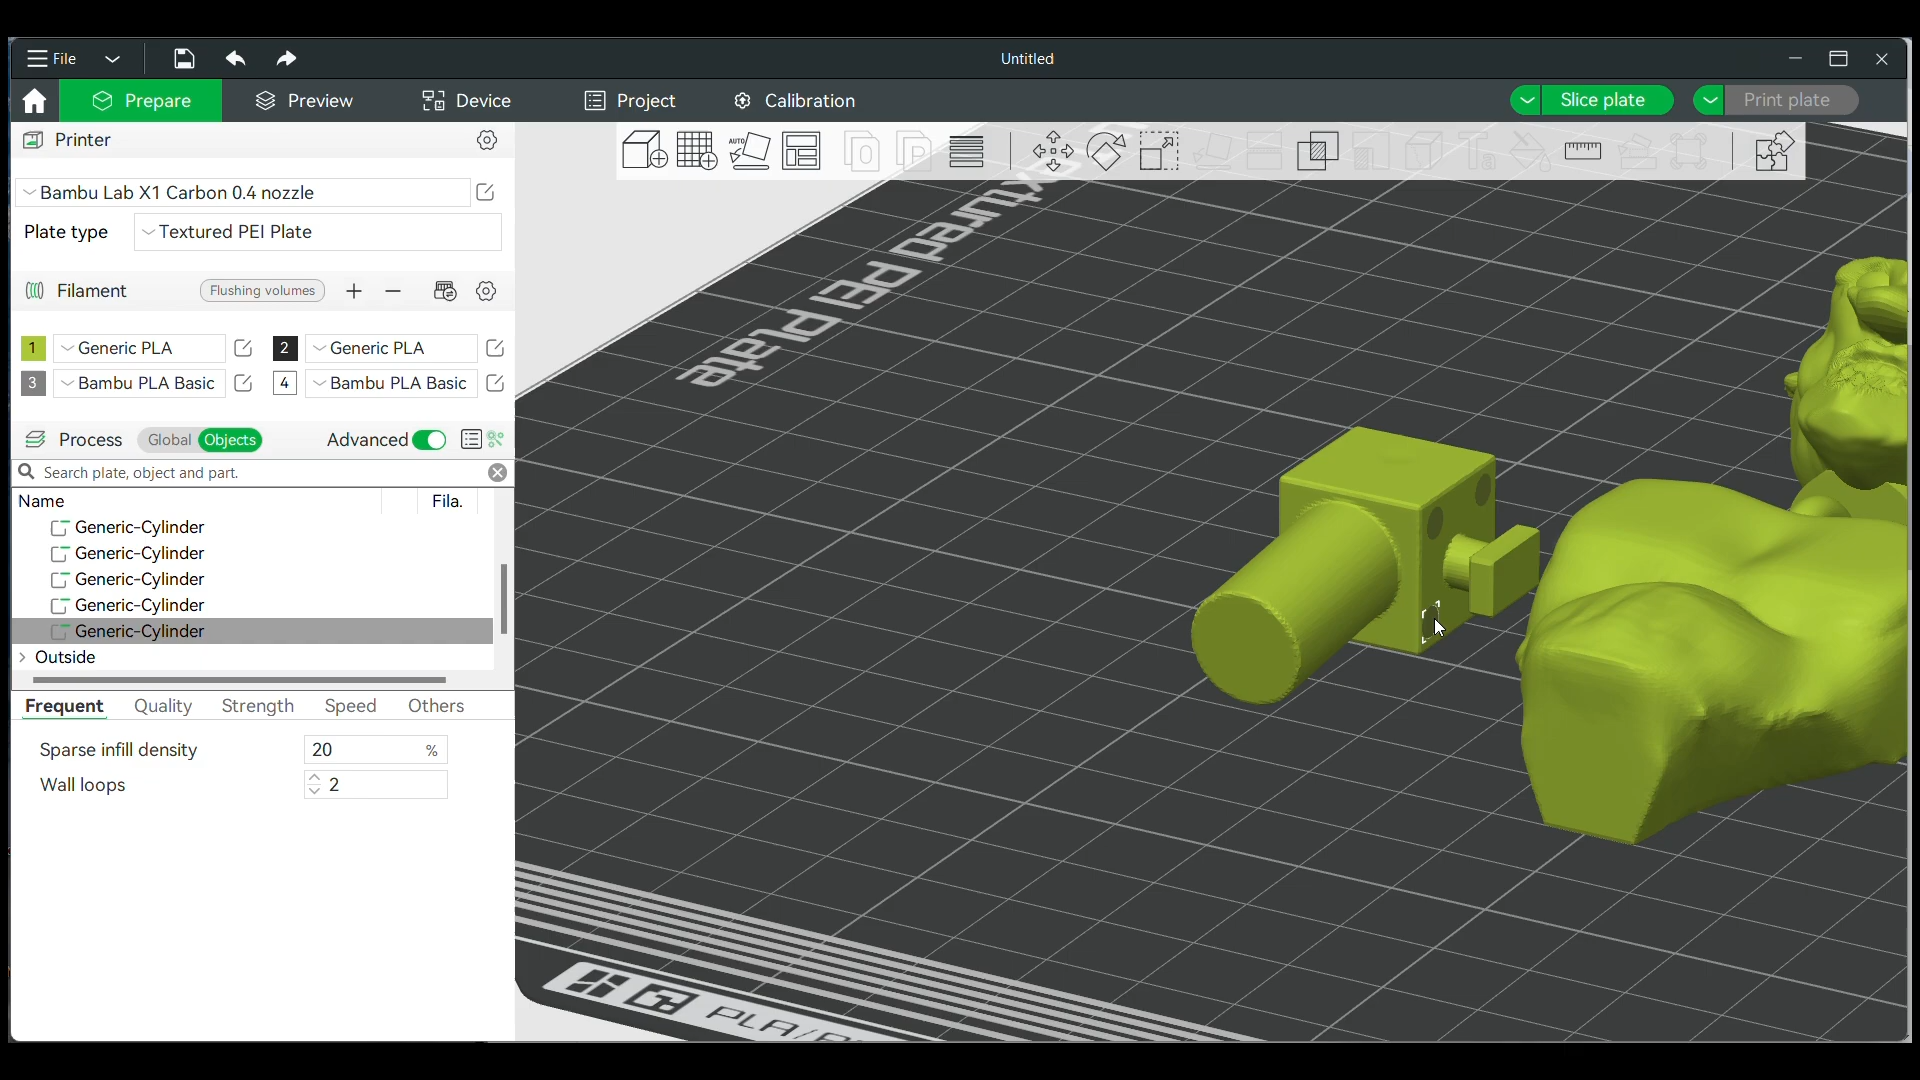 File
Untitled
Prepare
Preview
Device
Project
Calibration
Slice plate
Print plate
Printer
Bambu Lab X1 Carbon 0.4 nozzle
Plate type
Textured PEI Plate
Filament
Flushing volumes
1
Generic PLA
2
Generic PLA
3
Bambu PLA Basic
4
Bambu PLA Basic
Process
Global
Objects
Advanced
Search plate, object and part.
Name
Fila.
Generic-Cylinder
Generic-Cylinder
Generic-Cylinder
Generic-Cylinder
Generic-Cylinder
Outside
Frequent
Quality
Strength
Speed
Others
Sparse infill density
20
%
Wall loops
2
AUTO
PEI Plate